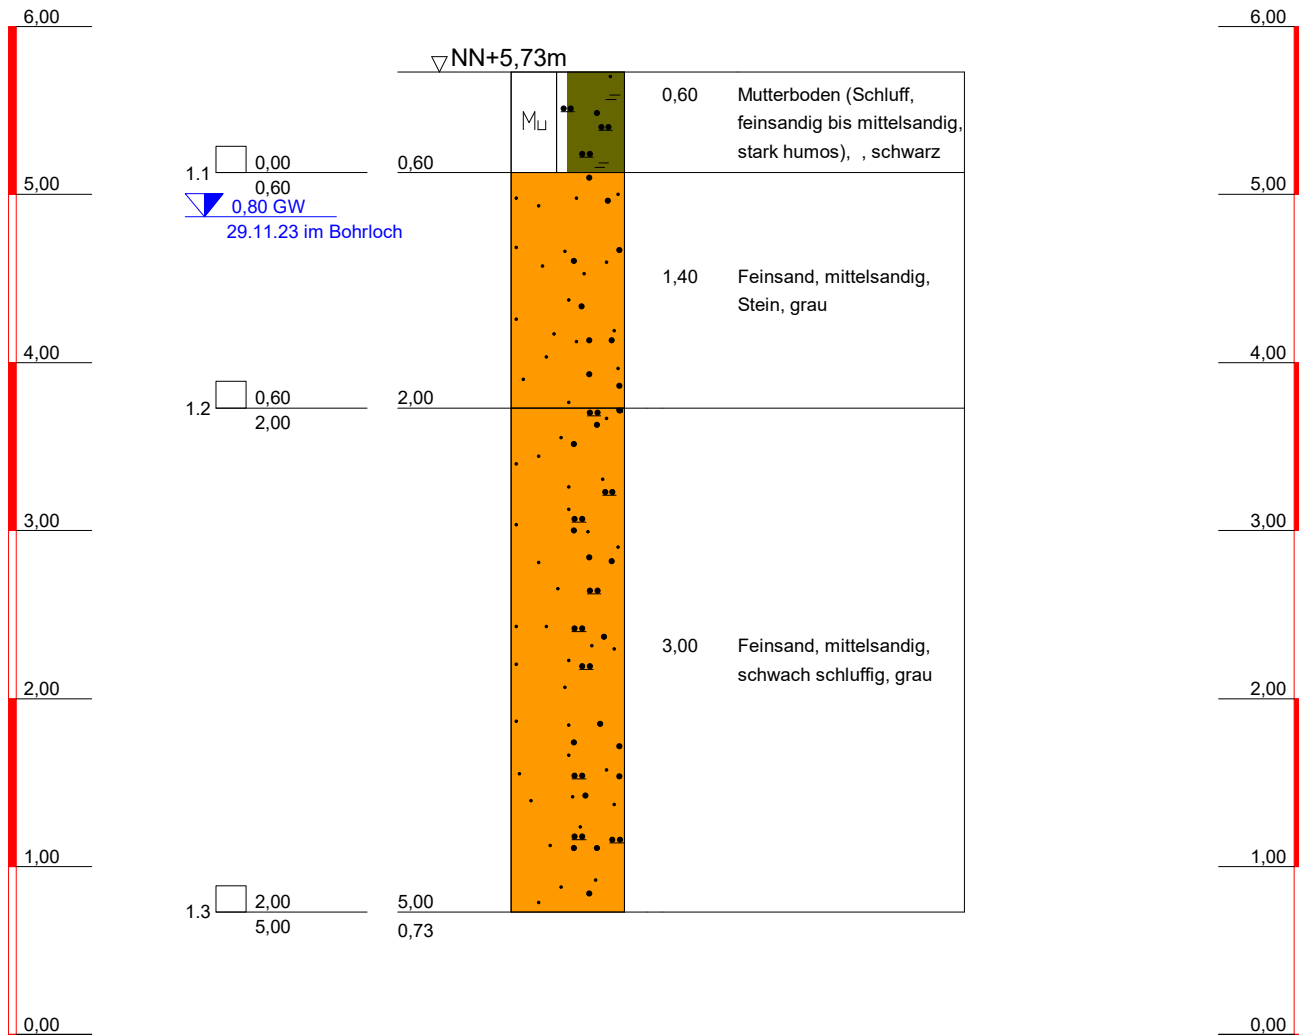 6,00
6,00
NN+5,73m
0,60
Mutterboden (Schluff,
feinsandig bis mittelsandig,
stark humos), , schwarz
Mu
1.1
0,00
0,60
0,60
5,00
5,00
0,80 GW
29.11.23 im Bohrloch
1,40
Feinsand, mittelsandig,
Stein, grau
4,00
4,00
1.2
0,60
2,00
2,00
3,00
3,00
3,00
Feinsand, mittelsandig,
schwach schluffig, grau
2,00
2,00
1,00
1,00
1.3
2,00
5,00
5,00
0,73
0,00
0,00